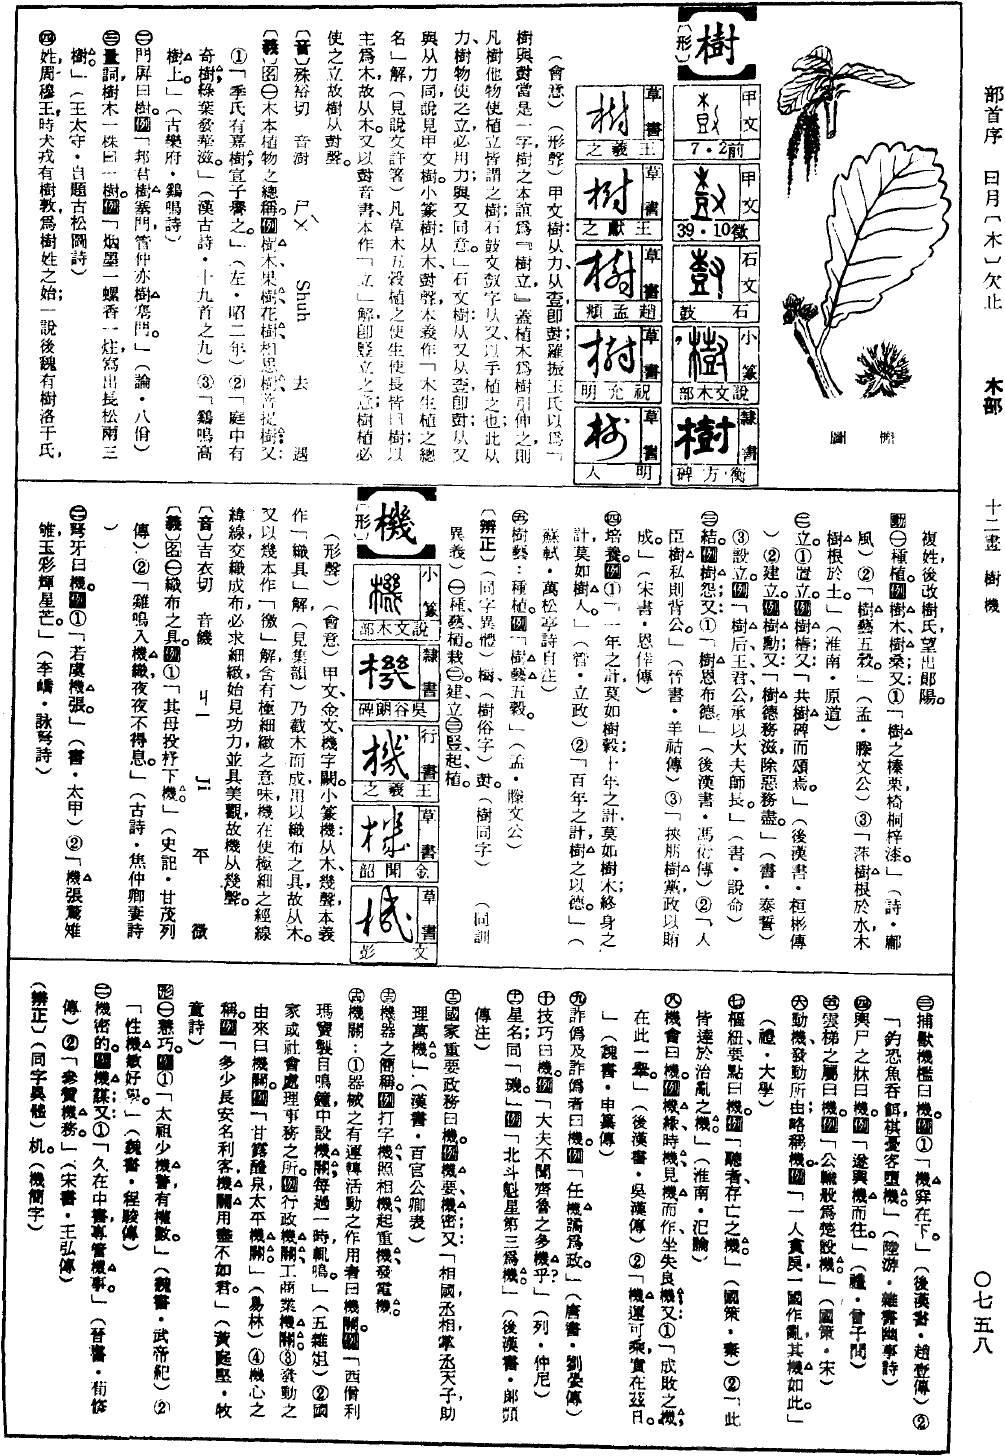 部首序　曰月〔木〕欠止　木部　十二畫　樹　機　〇七五八
樹
〔形〕
甲文　前2・7
甲文　徵10・39
石文　石鼓
小篆　說文木部
隸書　衡方碑
草書　王羲之
草書　王獻之
草書　趙孟頫
草書　祝允明
草書　明人
圖
（會意）（形聲）甲文樹从力、从壴、卽尌、羅振玉氏以爲「
樹與尌當是一字、樹之本誼爲『樹立』、蓋植木爲樹、引伸之、則
凡樹他物使植立、皆謂之樹、石鼓文尌字从又、以手植之也、此从
力、樹物使之立、必用力、與又同意。」石文樹：从又从壴、卽尌；从又
與从力同、說見甲文樹。小篆樹：从木、尌聲、本義作「木生植之總
名」解、（見說文許箸）凡草木五穀植之使生使長皆曰樹；以
主爲木、故从木。又以尌音書、本作「立」解、卽豎立之意；樹植必
使之立、故樹从尌聲。
〔音〕殊裕切　音澍　ㄕㄨˋ　Shuh　去　遇
〔義〕名㊀木本植物之總稱。例樹木、果樹、花樹、相思樹、菩提樹；又：
①「季氏有嘉樹、宣子譽之。」（左・昭二年）②「庭中有
奇樹、綠葉發華滋。」（漢古詩・十九首之九）③「鷄鳴高
樹上。」（古樂府・鷄鳴詩）
㊁門屏曰樹。例「邦君樹塞門、管仲亦樹塞門。」（論・八佾）
㊂量詞、樹木一株曰一樹。例「烟墨一螺香一炷、寫出長松兩三
樹。」（王太守・自題古松圖詩）
㊃姓、周穆王時、犬戎有樹敦、爲樹姓之始；一說後魏有樹洛干氏、
複姓、後改樹氏、望出鄖陽。
動㊀種植。例樹木、樹桑；又：①「樹之榛栗、椅桐梓漆。」（詩・鄘
風）②「樹藝五穀。」（孟・滕文公）③「萍樹根於水、木
樹根於土。」（淮南・原道）
㊁立①置立。例樹樁；又：「共樹碑而頌焉。」（後漢書・桓彬傳
）②建立。例樹勳；又：「樹德務滋、除惡務盡。」（書・泰誓）
③設立。例「樹后王、君公、承以大夫師長。」（書・說命）
㊂結。例樹怨；又：①「樹恩布德。」（後漢書・馮衍傳）②「人
臣樹私則背公。」（晉書・羊祜傳）③「挾朋樹黨、政以賄
成。」（宋書・恩倖傳）
㊃培養。例①「一年之計、莫如樹穀；十年之計、莫如樹木；終身之
計、莫如樹人。」（管・立政）②「百年之計、樹之以德。」（
蘇軾・萬松亭詩自注）
㊄樹藝：種植。例「樹藝五穀。」（孟・滕文公）
〔辨正〕（同字異體）（樹俗字）尌（樹同字）　（同訓
異義）㊀種、藝、植、栽。㊁建、立。㊂豎、起、植。
機
〔形〕
小篆　說文木部
隸書　吳谷朗碑
行書　王羲之
草書　俞聞韶
草書　文彭
（形聲）（會意）甲文、金文、機字闕。小篆機：从木、幾聲、本義
作「織具」解、（見集韻）乃截木而成、用以織布之具、故从木。
又以幾本作「微」解、含有極細緻之意味、機在使極細之經線
緯線交織成布、必求細緻、始見功力、並具美觀、故機从幾聲。
〔音〕吉衣切　音幾　ㄐㄧ　Ji　平　微
〔義〕名㊀織布之具。例①「其母投杼下機。」（史記・甘茂列
傳）②「雞鳴入機織、夜夜不得息。」（古詩・焦仲卿妻詩
）
㊁弩牙曰機。例①「若虞機張。」（書・太甲）②「機張驚雉
雊、玉彩輝星芒。」（李嶠・詠弩詩）
㊂捕獸機檻曰機。例①「機穽在下。」（後漢書・趙壹傳）②
「釣恐魚吞餌、棋憂客墮機。」（陸游・雜書幽事詩）
㊃輿尸之牀曰機。例「遂輿機而往。」（禮・曾子問）
㊄雲梯之屬曰機。例「公輸般爲楚設機。」（國策・宋）
㊅動機、發動所由、略稱機。例「一人貪戾、一國作亂、其機如此。」
（禮・大學）
㊆樞紐、要點曰機。例「聽者、存亡之機。」（國策・秦）②「此
皆達於治亂之機。」（淮南・氾論）
㊇機會曰機。例機緣、時機、見機而作、坐失良機；又：①「成敗之機、
在此一舉。」（後漢書・吳漢傳）②「機運可乘、實在茲日。
」（魏書・申纂傳）
㊈詐僞及詐僞者曰機。例「任機譎爲政。」（唐書・劉晏傳）
㊉技巧曰機。例「大夫不聞齊魯之多機乎？」（列・仲尼）
㈩㊀星名；同「璣」。例「北斗魁星第三爲機。」（後漢書・郎顗
傳注）
㈩㊁國家重要政務曰機。例機要、機密；又：「相國丞相掌丞天子、助
理萬機。」（漢書・百官公卿表）
㈩㊂機器之簡稱。例打字機、照相機、起重機、發電機。
㈩㊅機關：①器械之有運轉活動之作用者曰機關。例「西僧利
瑪竇製自鳴鐘、中設機關、每過一時輒鳴。」（五雜俎）②國
家或社會處理事務之所。例行政機關、工商業機關。③發動之
由來曰機關。例「甘露醴泉、太平機關。」（易林）④機心之
稱。例「多少長安名利客、機關用盡不如君。」（黃庭堅・牧
童詩）
形㊀慧巧。例①「太祖少機警、有權數。」（魏書・武帝紀）②
「性機敏好學。」（魏書・程駿傳）
㊁機密的。例機謀；又：①「久在中書、專管機事。」（晉書・荀勗
傳）②「參贊機務。」（宋書・王弘傳）
〔辨正〕（同字異體）机。（機簡字）